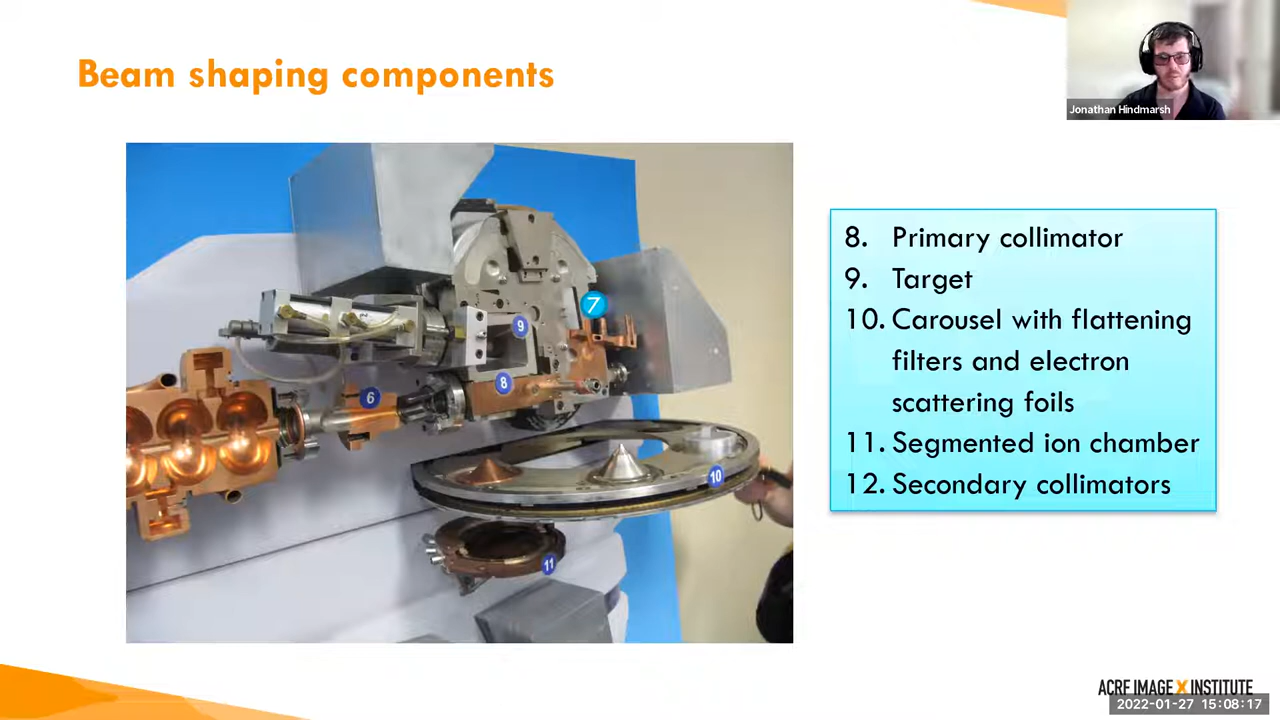 Beam shaping components
Jonathan Hindmarsh
7
9
8
6
10
11
8. Primary collimator
9. Target
10. Carousel with flattening
filters and electron
scattering foils
11. Segmented ion chamber
12. Secondary collimators
ACRF IMAGE X INSTITUTE
2022-01-27 15:08:17